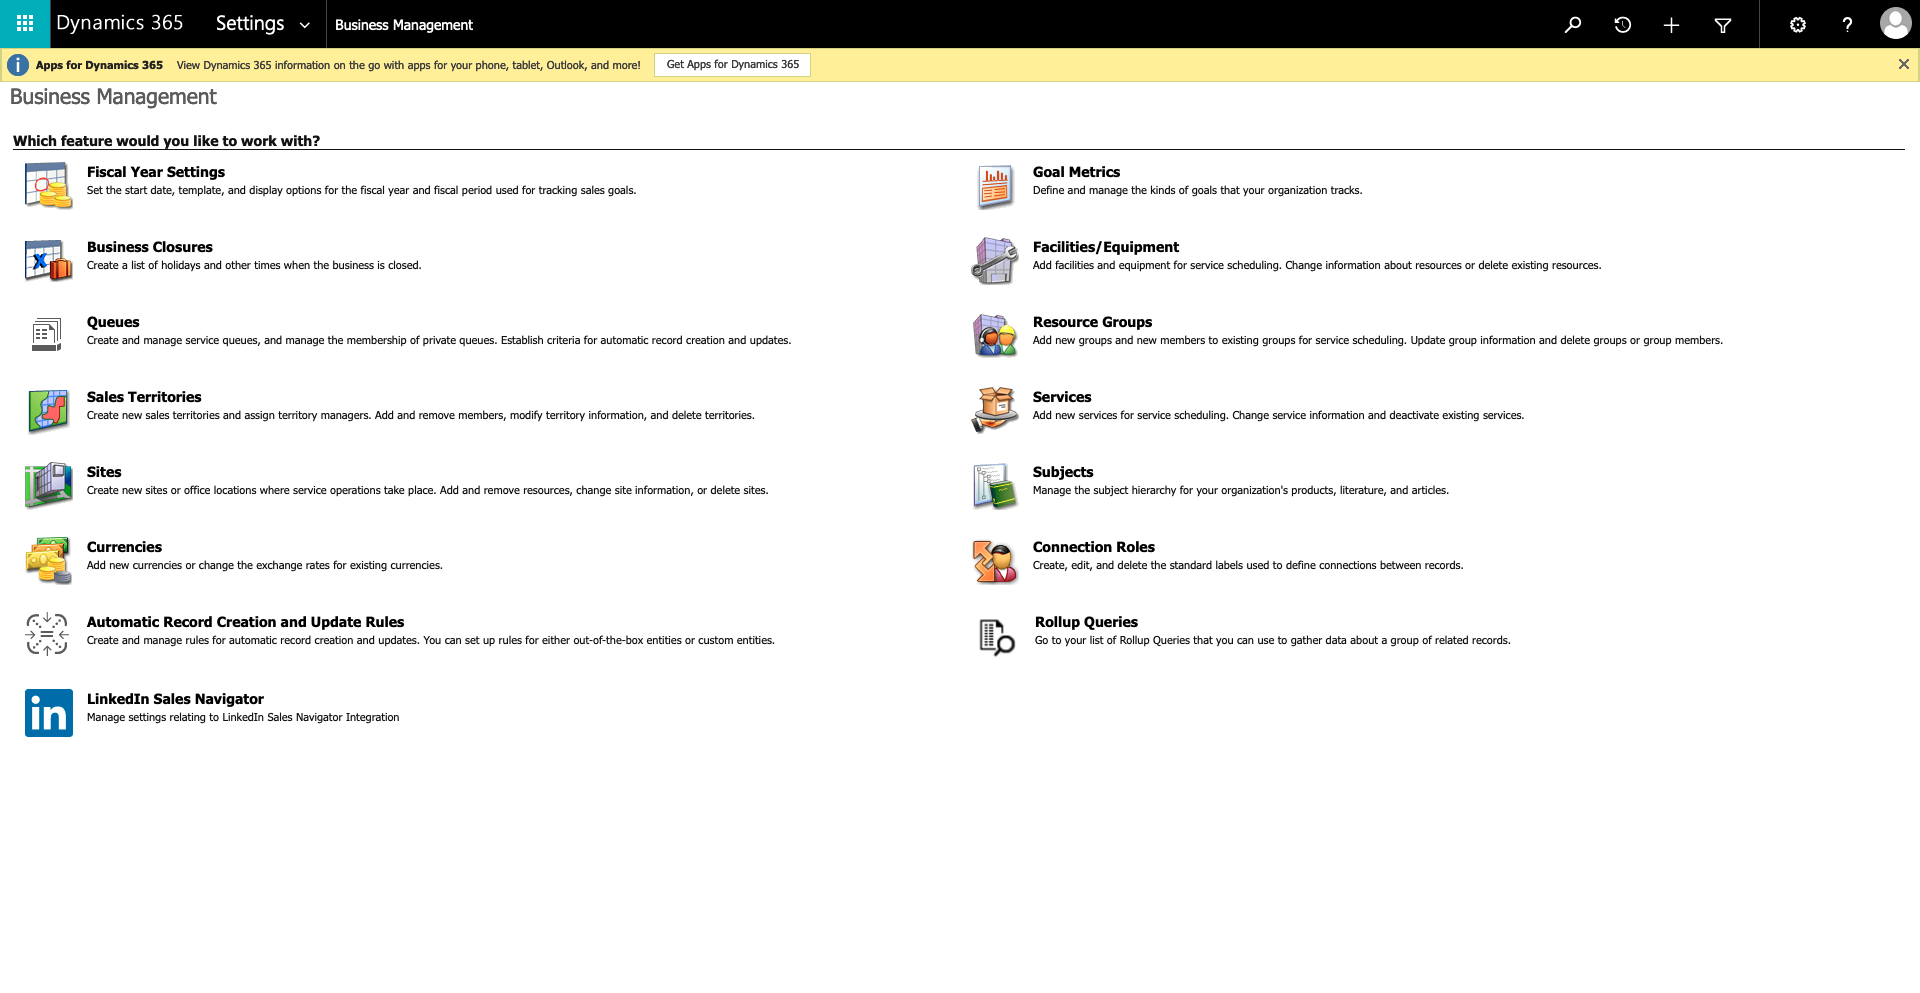 Dynamics 365 Settings Business Management
Apps for Dynamics 365 View Dynamics 365 information on the go with apps for your phone, tablet, Outlook, and more! Get Apps for Dynamics 365
Business Management
Which feature would you like to work with?
Fiscal Year Settings
Set the start date, template, and display options for the fiscal year and fiscal period used for tracking sales goals.
Goal Metrics
Define and manage the kinds of goals that your organization tracks.
Business Closures
Create a list of holidays and other times when the business is closed.
Facilities/Equipment
Add facilities and equipment for service scheduling. Change information about resources or delete existing resources.
Queues
Create and manage service queues, and manage the membership of private queues. Establish criteria for automatic record creation and updates.
Resource Groups
Add new groups and new members to existing groups for service scheduling. Update group information and delete groups or group members.
Sales Territories
Create new sales territories and assign territory managers. Add and remove members, modify territory information, and delete territories.
Services
Add new services for service scheduling. Change service information and deactivate existing services.
Sites
Create new sites or office locations where service operations take place. Add and remove resources, change site information, or delete sites.
Subjects
Manage the subject hierarchy for your organization's products, literature, and articles.
Currencies
Add new currencies or change the exchange rates for existing currencies.
Connection Roles
Create, edit, and delete the standard labels used to define connections between records.
Automatic Record Creation and Update Rules
Create and manage rules for automatic record creation and updates. You can set up rules for either out-of-the-box entities or custom entities.
Rollup Queries
Go to your list of Rollup Queries that you can use to gather data about a group of related records.
in
LinkedIn Sales Navigator
Manage settings relating to LinkedIn Sales Navigator Integration